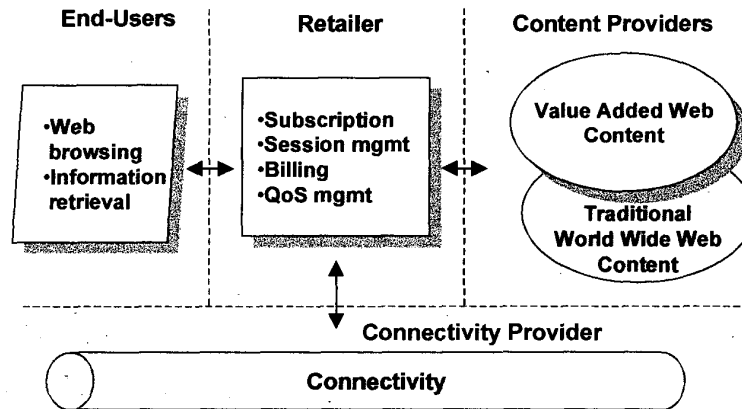 End-Users
Retailer
Content Providers
•Web
browsing
•Information
retrieval
•Subscription
•Session mgmt
•Billing
•QoS mgmt
Value Added Web
Content
Traditional
World Wide Web
Content
Connectivity Provider
Connectivity